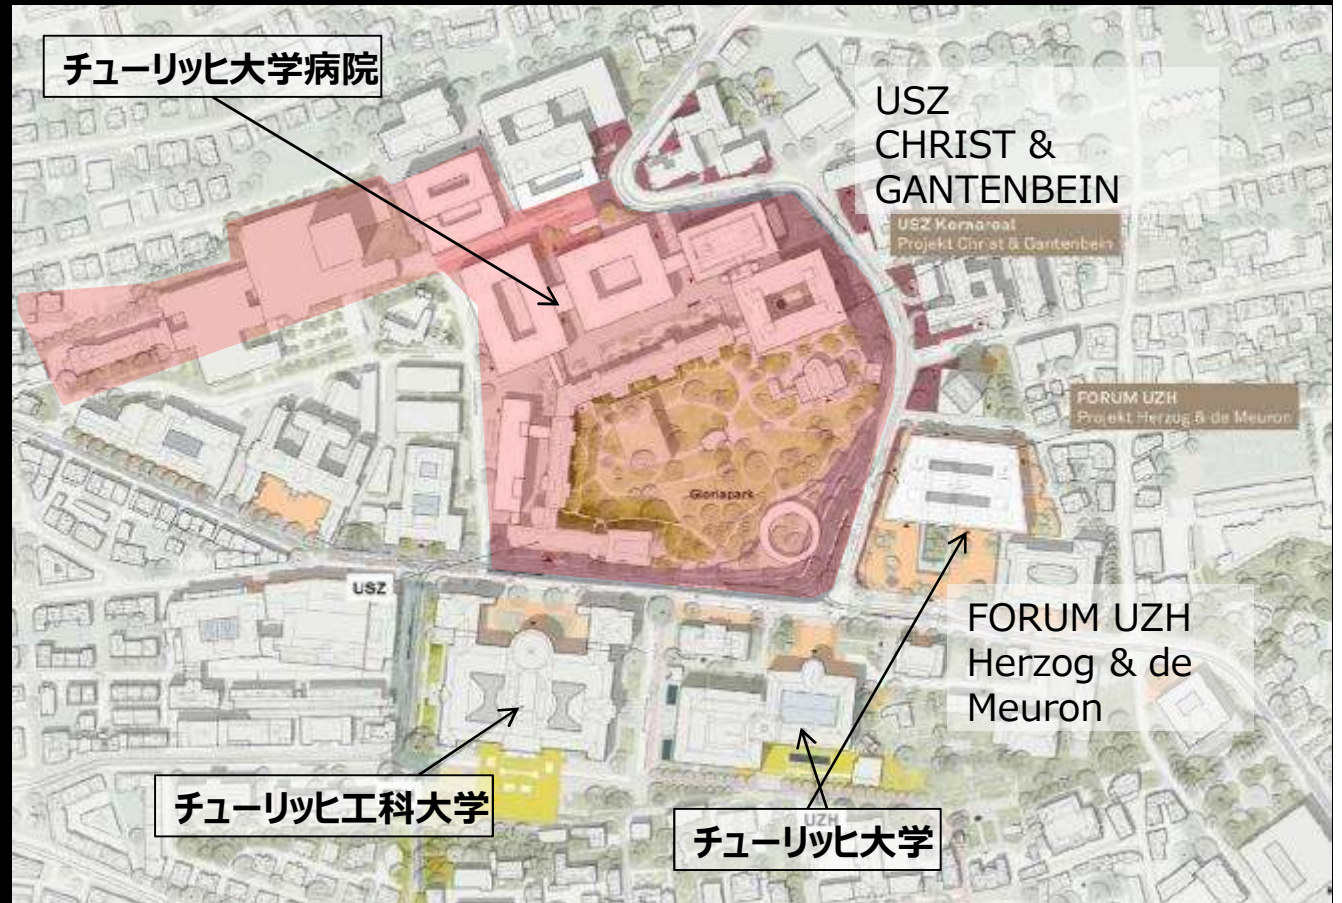 チューリッヒ大学病院
USZ
CHRIST &
GANTENBEIN
USZ Kernareal
Projekt Christ & Gantenbein
FORUM UZH
Projekt Herzog & de Meuron
Gloriapark
USZ
FORUM UZH
Herzog & de
Meuron
チューリッヒ工科大学
UZH
チューリッヒ大学